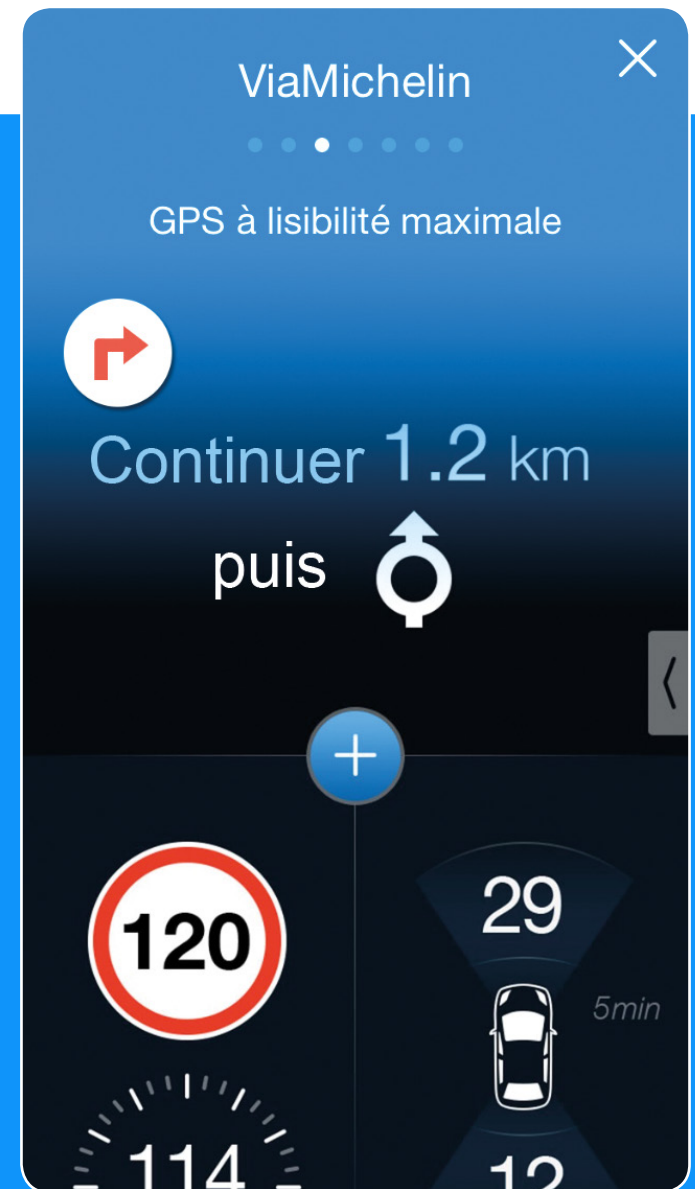 ViaMichelin
GPS à lisibilité maximale
Continuer 1.2 km
puis
120
29
5min
114
12